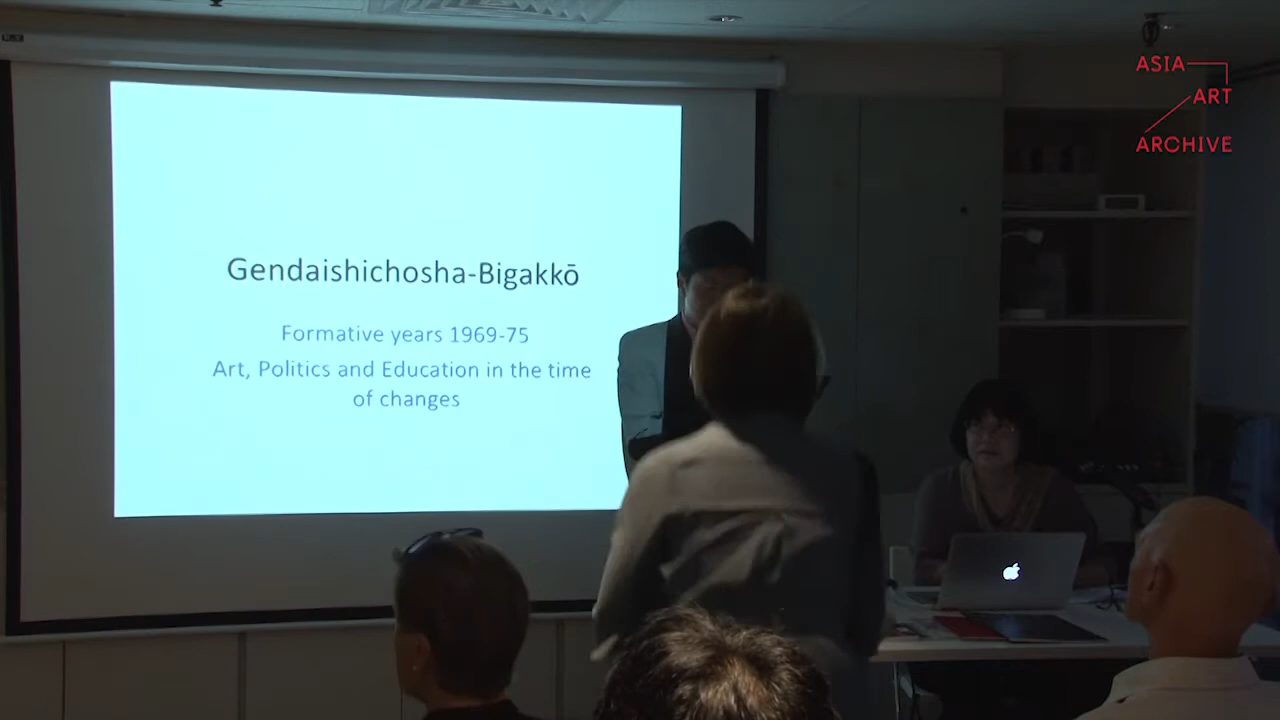 ASIA
ART
ARCHIVE
Gendaishichosha-Bigakkō
Formative years 1969-75
Art, Politics and Education in the time
of changes